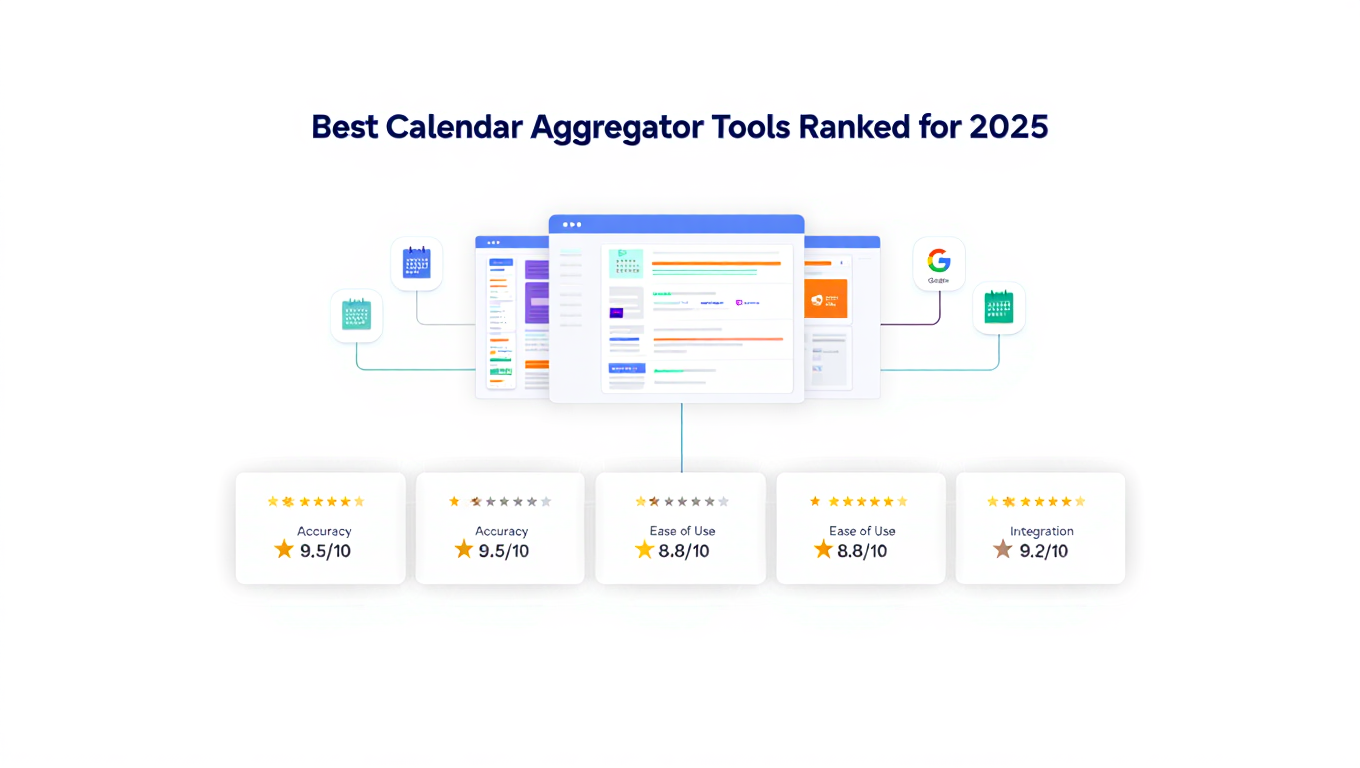 Best Calendar Aggregator Tools Ranked for 2025
Accuracy
9.5/10
Accuracy
9.5/10
Ease of Use
8.8/10
Ease of Use
8.8/10
Integration
9.2/10